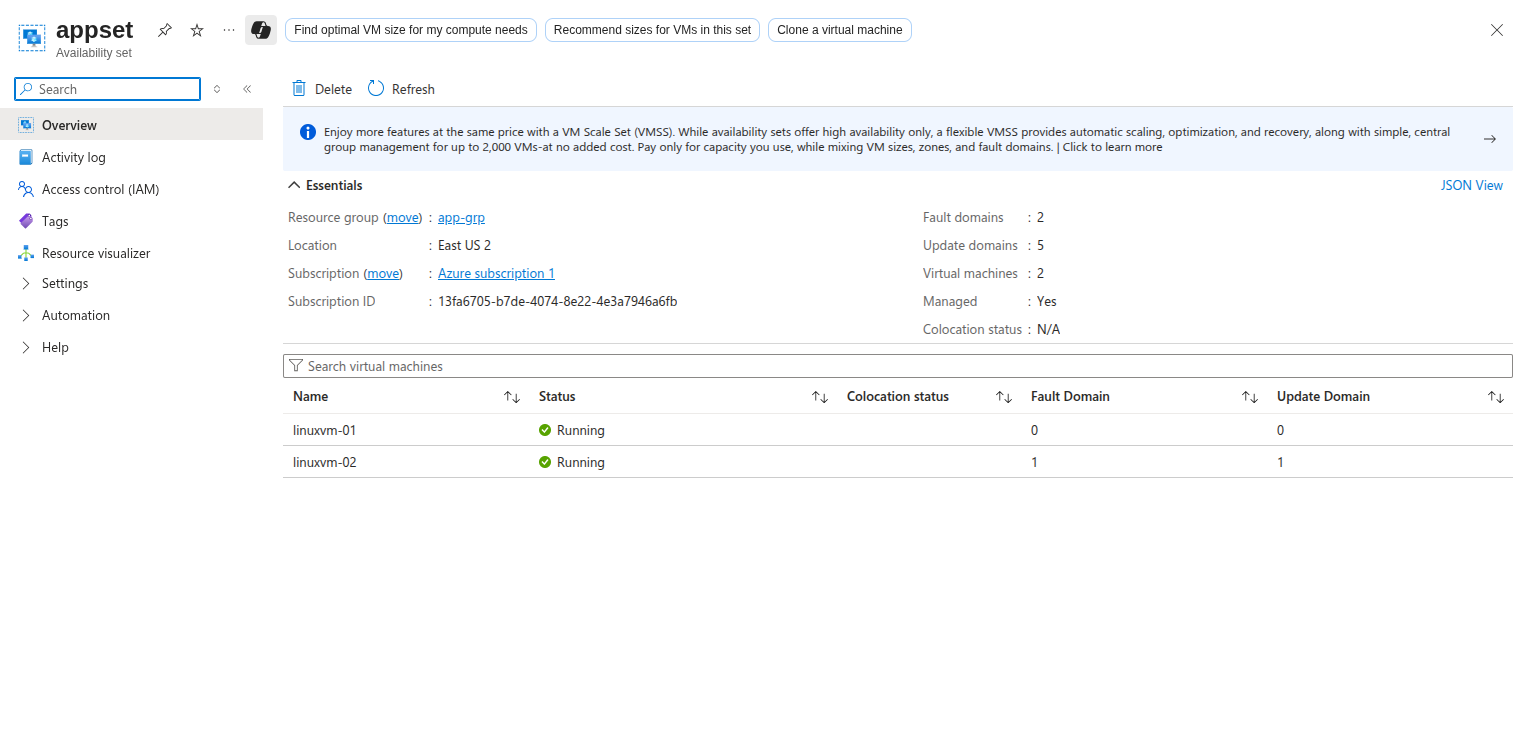 appset
Availability set
Find optimal VM size for my compute needs
Recommend sizes for VMs in this set
Clone a virtual machine
Search
Overview
Activity log
Access control (IAM)
Tags
Resource visualizer
Settings
Automation
Help
Delete
Refresh
Enjoy more features at the same price with a VM Scale Set (VMSS). While availability sets offer high availability only, a flexible VMSS provides automatic scaling, optimization, and recovery, along with simple, central
group management for up to 2,000 VMs-at no added cost. Pay only for capacity you use, while mixing VM sizes, zones, and fault domains. | Click to learn more
Essentials
JSON View
Resource group (move) : app-grp
Location : East US 2
Subscription (move) : Azure subscription 1
Subscription ID : 13fa6705-b7de-4074-8e22-4e3a7946a6fb
Fault domains : 2
Update domains : 5
Virtual machines : 2
Managed : Yes
Colocation status : N/A
Search virtual machines
Name Status Colocation status Fault Domain Update Domain
linuxvm-01 Running 0 0
linuxvm-02 Running 1 1